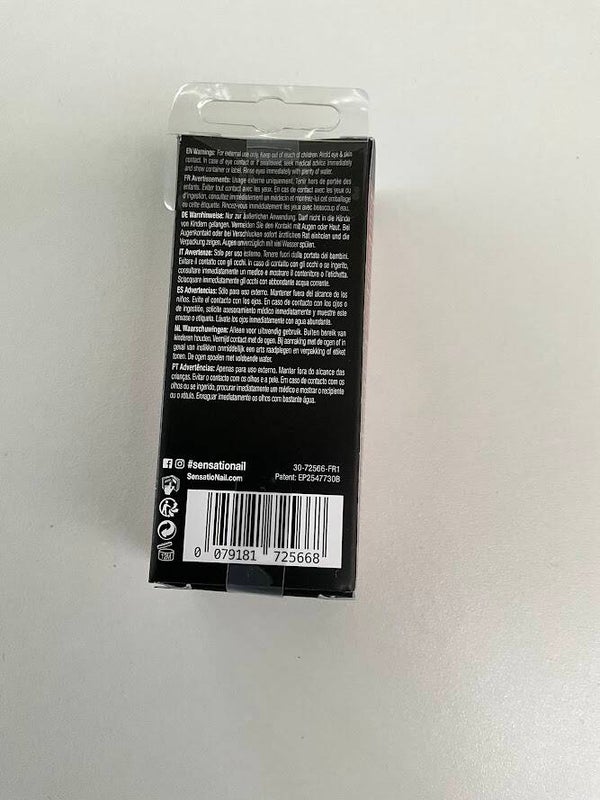 EN Warnings: For external use only. Keep out of reach of children. Avoid eye & skin
contact. In case of eye contact or if swallowed, seek medical advice immediately
and show container or label. Rinse eyes immediately with plenty of water.
FR Avertissements: Usage externe uniquement. Tenir hors de portée des
enfants. Éviter tout contact avec les yeux. En cas de contact avec les yeux ou
d'ingestion, consultez immédiatement un médecin et montrez-lui cet emballage
ou cette étiquette. Rincez-vous immédiatement les yeux avec beaucoup d'eau.
DE Warnhinweise: Nur zur äußerlichen Anwendung. Darf nicht in die Hände
von Kindern gelangen. Vermeiden Sie den Kontakt mit Augen oder Haut. Bei
Augenkontakt oder bei Verschlucken sofort ärztlichen Rat einholen und die
Verpackung zeigen. Augen unverzüglich mit viel Wasser spülen.
IT Avvertenze: Solo per uso esterno. Tenere fuori dalla portata dei bambini.
Evitare il contatto con gli occhi. In caso di contatto con gli occhi o se ingerito,
consultare immediatamente un medico e mostrare il contenitore o l'etichetta.
Sciacquare immediatamente gli occhi con abbondante acqua corrente.
ES Advertencias: Sólo para uso externo. Mantener fuera del alcance de los
niños. Evite el contacto con los ojos. En caso de contacto con los ojos o
de ingestión, solicite asesoramiento médico inmediatamente y muestre este
envase o etiqueta. Lávate los ojos inmediatamente con agua abundante.
NL Waarschuwingen: Alleen voor uitwendig gebruik. Buiten bereik van
kinderen houden. Vermijd contact met de ogen. Bij aanraking met de ogen of in
geval van inslikken onmiddellijk een arts raadplegen en verpakking of etiket
tonen. De ogen spoelen met voldoende water.
PT Advertências: Apenas para uso externo. Manter fora do alcance das
crianças. Evitar o contacto com os olhos e a pele. Em caso de contacto com os
olhos ou se ingerido, procurar imediatamente um médico e mostrar o recipiente
ou o rótulo. Enxaguar imediatamente os olhos com bastante água.
#sensationail
SensatioNail.com
30-72566-FR1
Patent: EP2547730B
12M
0 079181 725668